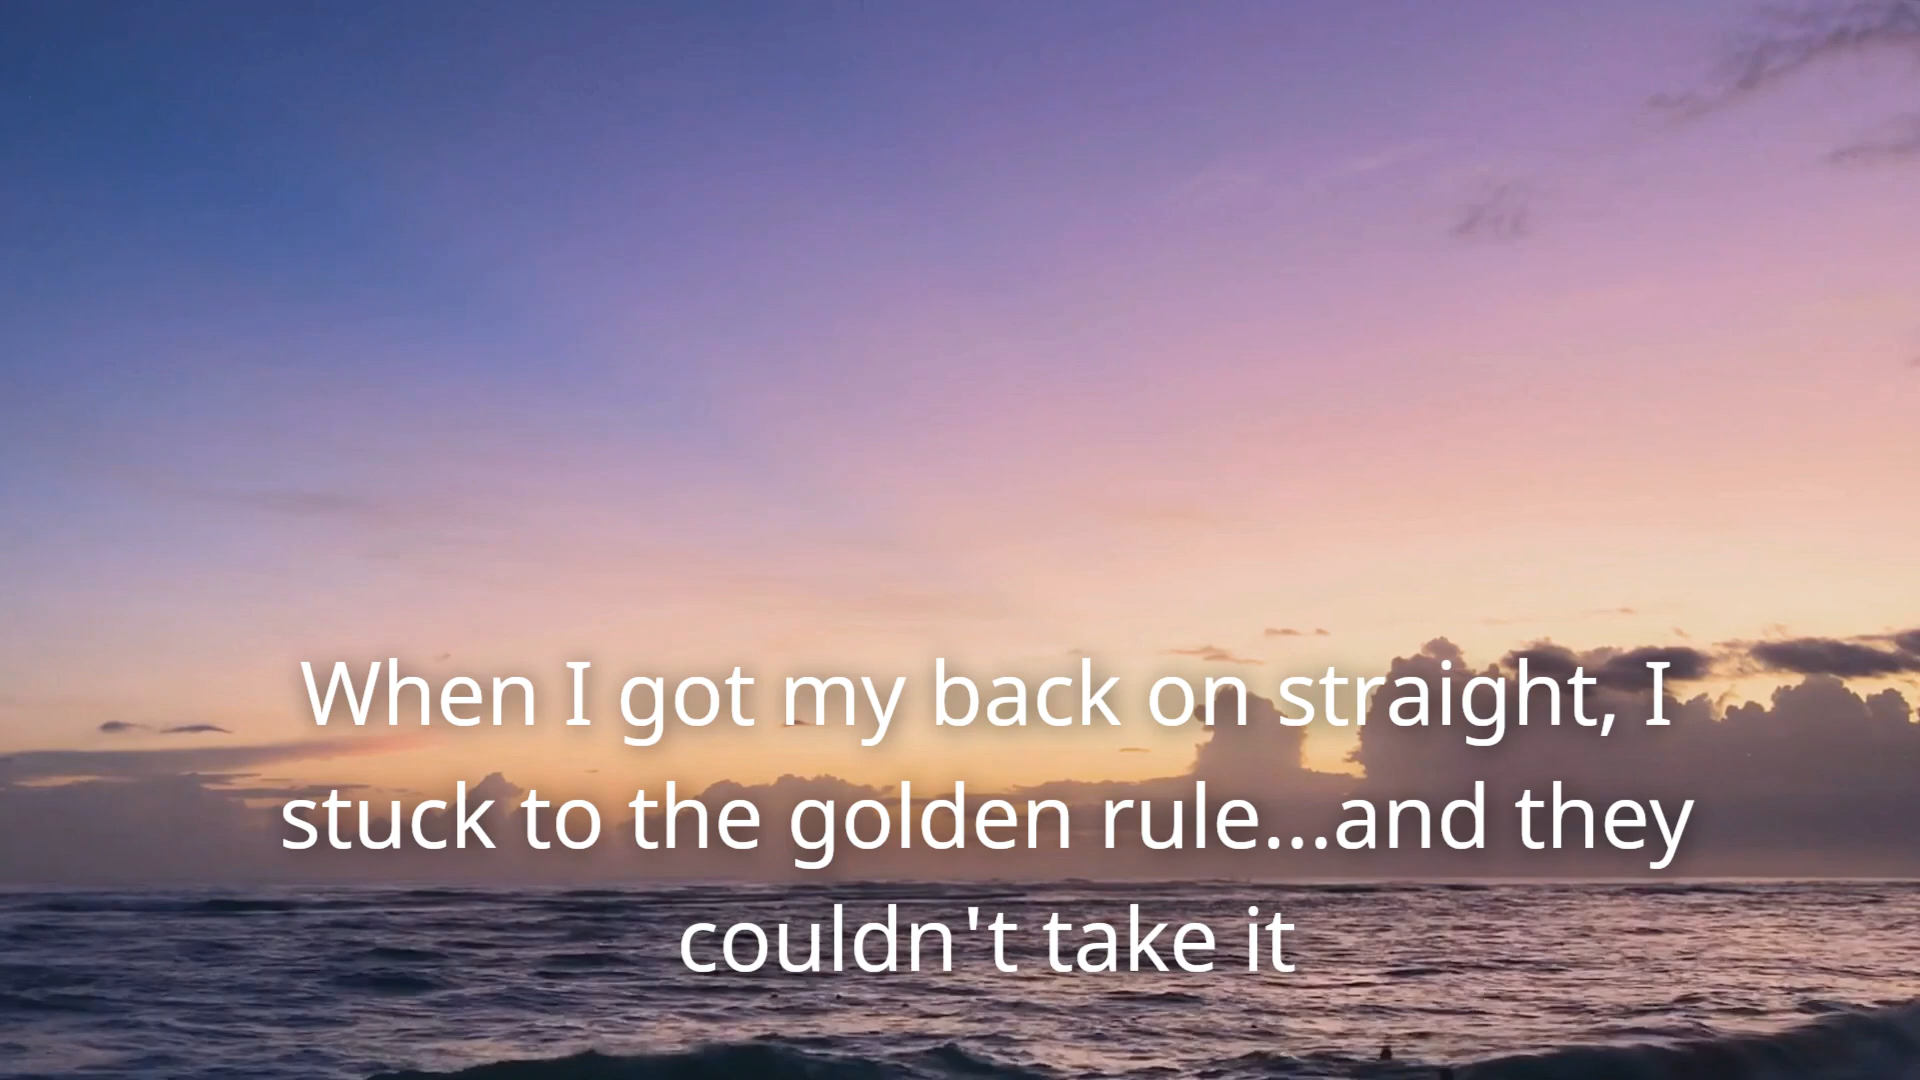 When I got my back on straight, I
stuck to the golden rule...and they
couldn't take it